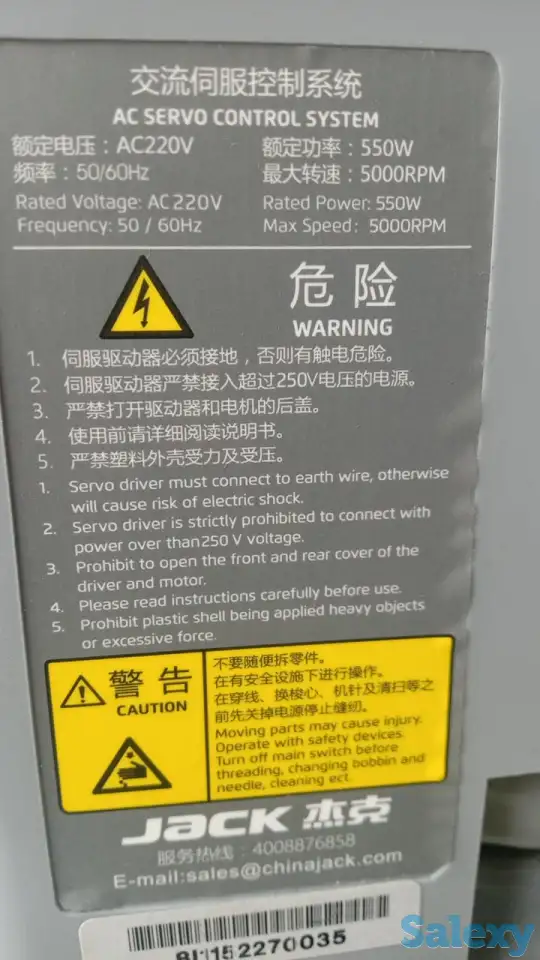 交流伺服控制系统
AC SERVO CONTROL SYSTEM
额定电压：AC220V 额定功率：550W
频率：50/60Hz 最大转速：5000RPM
Rated Voltage: AC220V Rated Power: 550W
Frequency: 50 / 60Hz Max Speed: 5000RPM
危险
WARNING
1. 伺服驱动器必须接地，否则有触电危险。
2. 伺服驱动器严禁接入超过250V电压的电源。
3. 严禁打开驱动器和电机的后盖。
4. 使用前请详细阅读说明书。
5. 严禁塑料外壳受力及受压。
1. Servo driver must connect to earth wire, otherwise
will cause risk of electric shock.
2. Servo driver is strictly prohibited to connect with
power over than 250 V voltage.
3. Prohibit to open the front and rear cover of the
driver and motor.
4. Please read instructions carefully before use.
5. Prohibit plastic shell being applied heavy objects
or excessive force.
警告
CAUTION
不要随便拆零件。
在有安全设施下进行操作。
在穿线、换梭心、机针及清扫等之
前先关掉电源停止缝纫。
Moving parts may cause injury.
Operate with safety devices.
Turn off main switch before
threading, changing bobbin and
needle, cleaning ect.
JACK 杰克
服务热线：4008876858
E-mail:sales@chinajack.com
2270035
Salexy